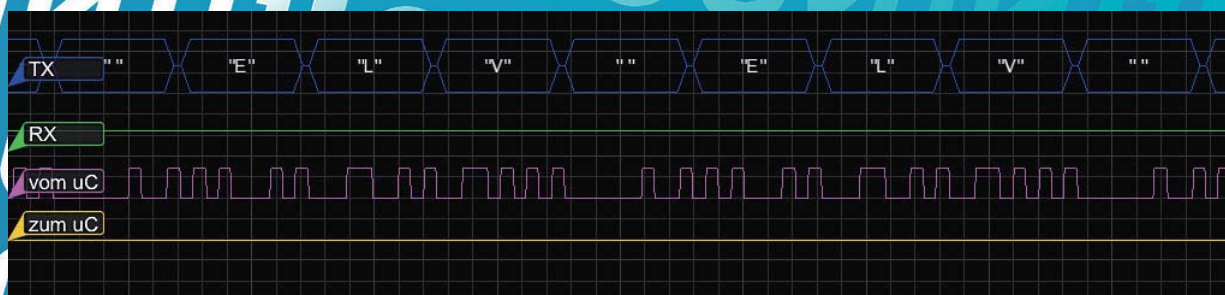 TX " " "E" "L" "V" " " "E" "L" "V" " "
RX
vom uC
zum uC